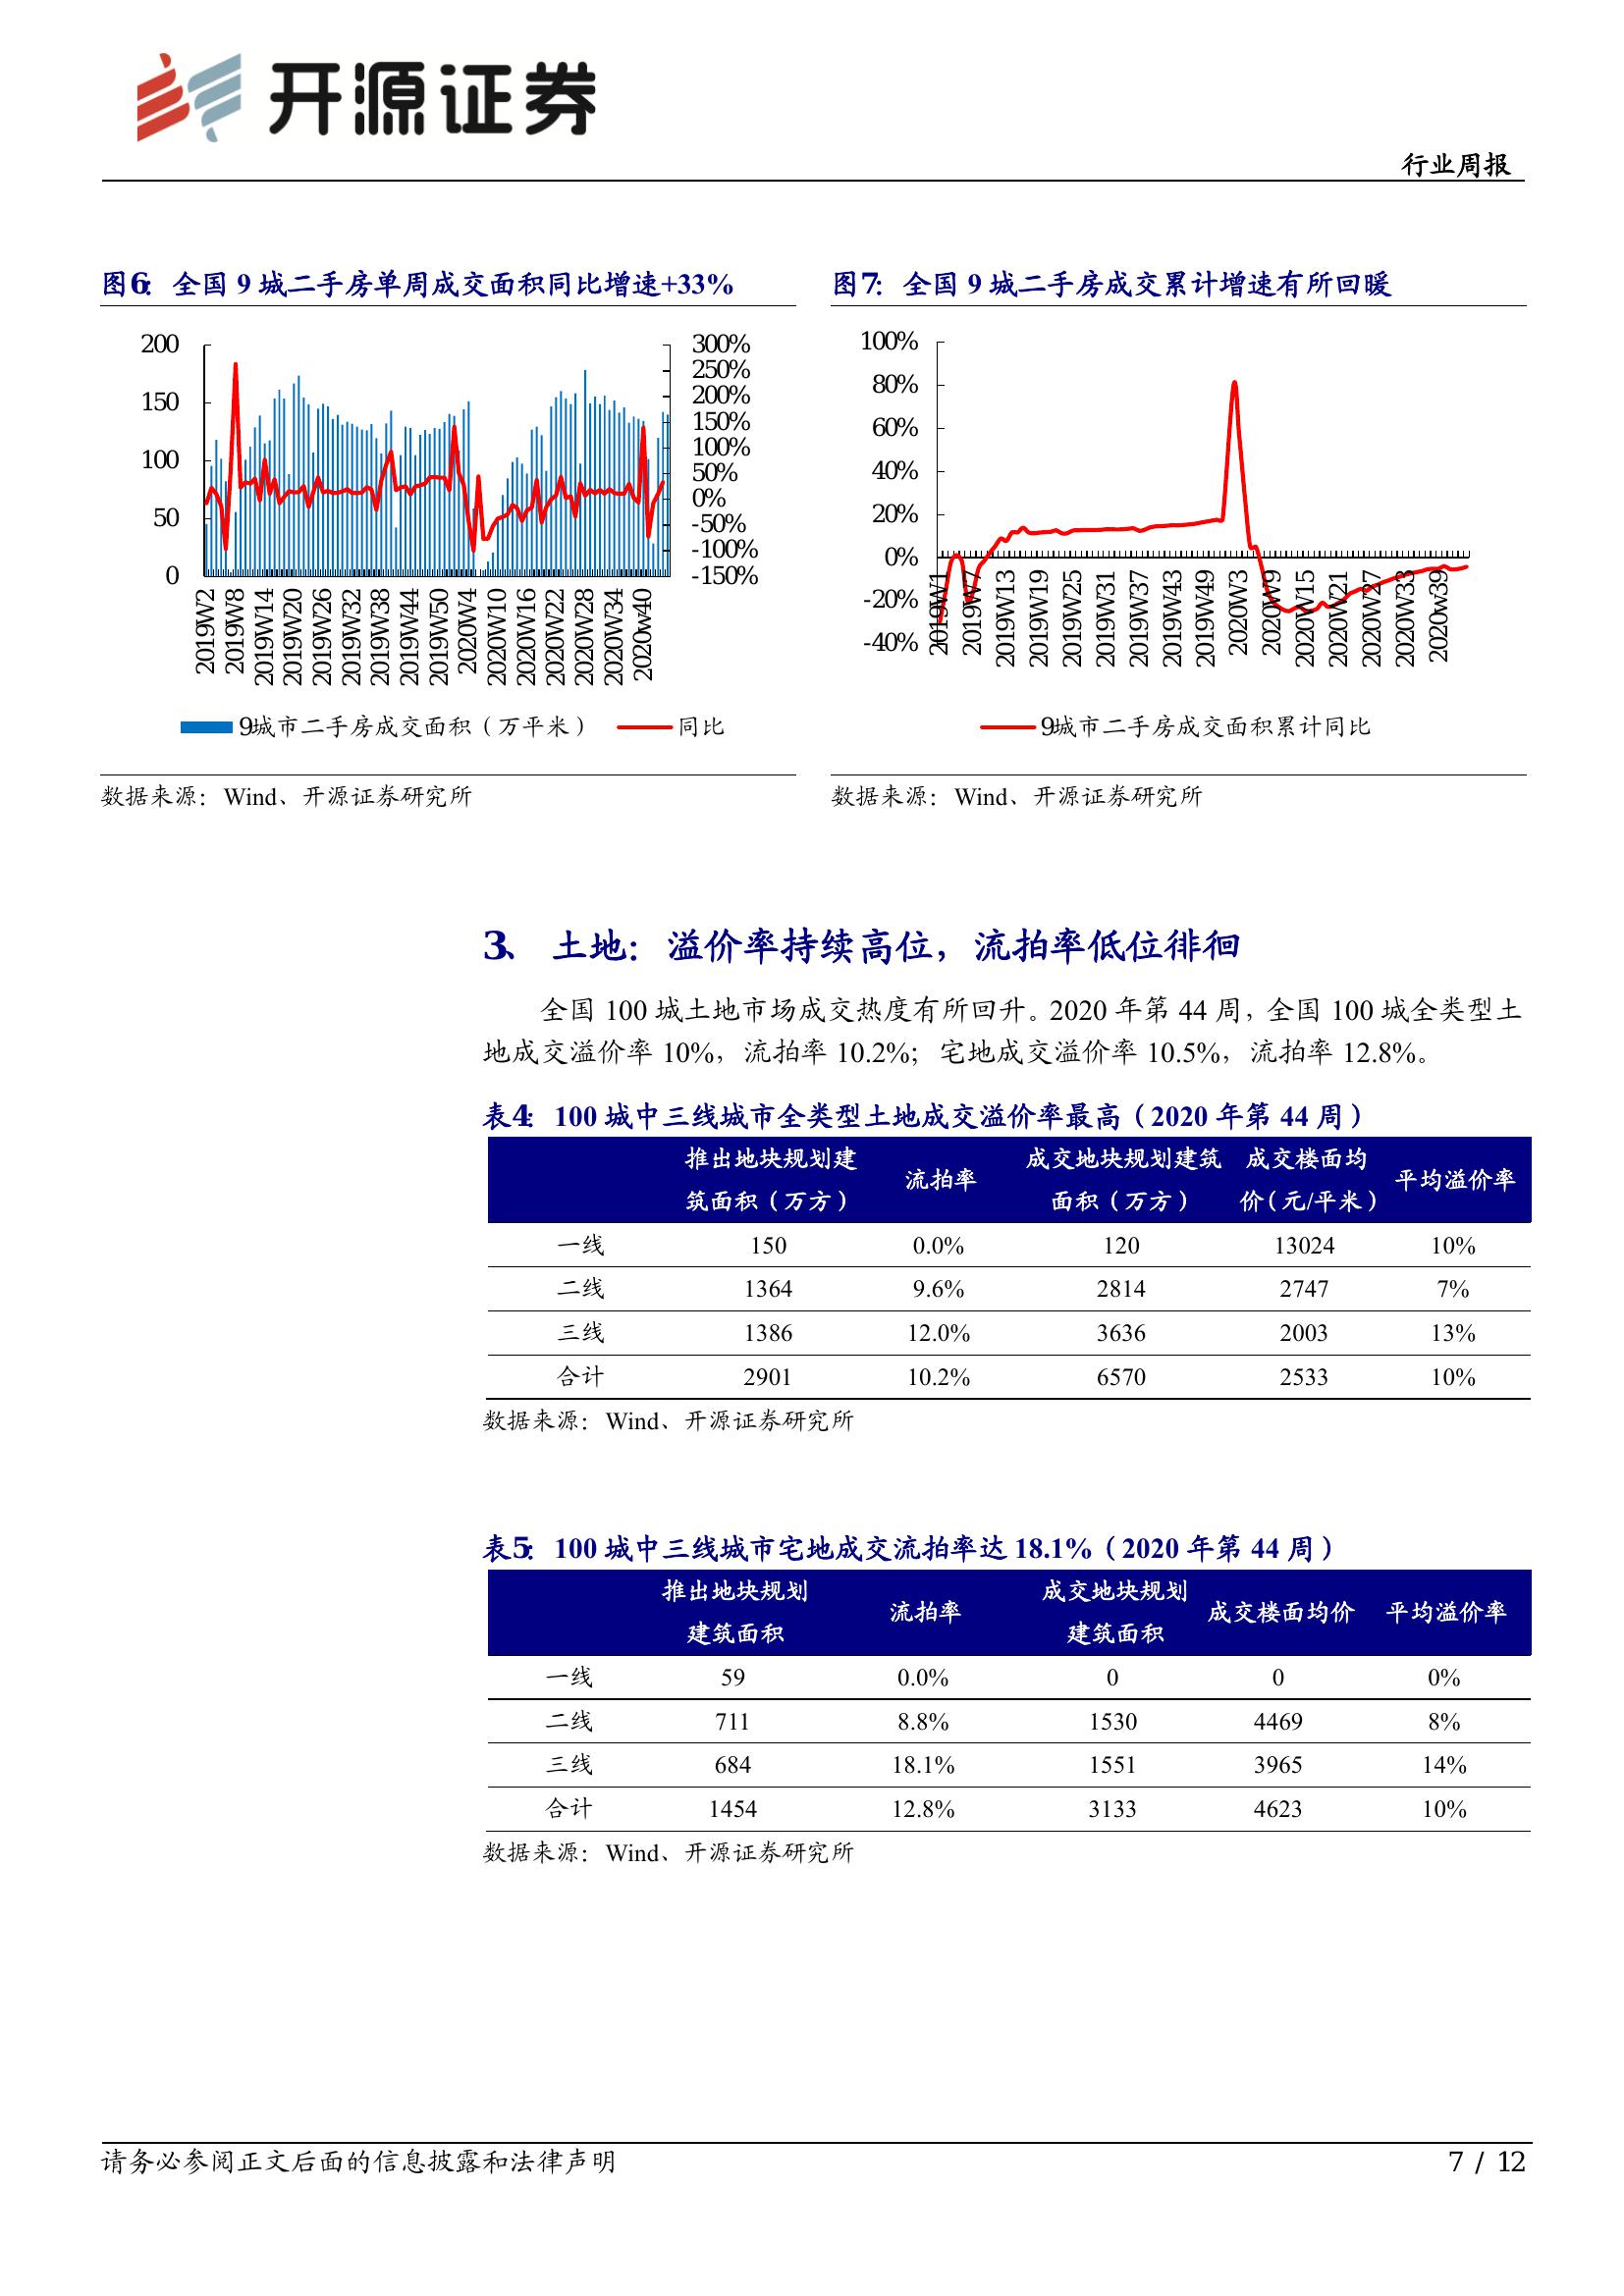 开源证券
行业周报
图6： 全国 9 城二手房单周成交面积同比增速+33%
200
150
100
50
0
300%
250%
200%
150%
100%
50%
0%
-50%
-100%
-150%
2019W2
2019W8
2019W14
2019W20
2019W26
2019W32
2019W38
2019W44
2019W50
2020W4
2020W10
2020W16
2020W22
2020W28
2020W34
2020w40
9城市二手房成交面积（万平米） 同比
数据来源：Wind、开源证券研究所
图7： 全国 9 城二手房成交累计增速有所回暖
100%
80%
60%
40%
20%
0%
-20%
-40%
2019W1
2019W7
2019W13
2019W19
2019W25
2019W31
2019W37
2019W43
2019W49
2020W3
2020W9
2020W15
2020W21
2020W27
2020W33
2020w39
9城市二手房成交面积累计同比
数据来源：Wind、开源证券研究所
3、 土地：溢价率持续高位，流拍率低位徘徊
全国 100 城土地市场成交热度有所回升。2020 年第 44 周，全国 100 城全类型土
地成交溢价率 10%，流拍率 10.2%；宅地成交溢价率 10.5%，流拍率 12.8%。
表4： 100 城中三线城市全类型土地成交溢价率最高（2020 年第 44 周）
推出地块规划建 流拍率 成交地块规划建筑 成交楼面均 平均溢价率
筑面积（万方） 面积（万方） 价（元/平米）
一线 150 0.0% 120 13024 10%
二线 1364 9.6% 2814 2747 7%
三线 1386 12.0% 3636 2003 13%
合计 2901 10.2% 6570 2533 10%
数据来源：Wind、开源证券研究所
表5： 100 城中三线城市宅地成交流拍率达 18.1%（2020 年第 44 周）
推出地块规划 流拍率 成交地块规划 成交楼面均价 平均溢价率
建筑面积 建筑面积
一线 59 0.0% 0 0 0%
二线 711 8.8% 1530 4469 8%
三线 684 18.1% 1551 3965 14%
合计 1454 12.8% 3133 4623 10%
数据来源：Wind、开源证券研究所
请务必参阅正文后面的信息披露和法律声明 7 / 12